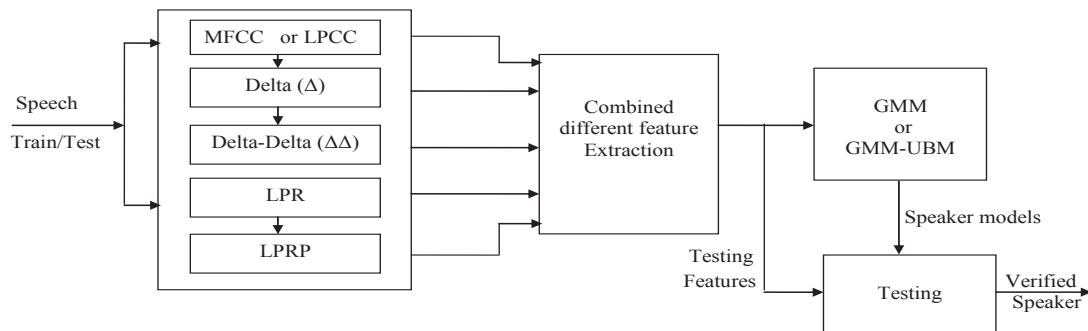 Speech
Train/Test
MFCC or LPCC
Delta (Δ)
Delta-Delta (ΔΔ)
LPR
LPRP
Combined
different feature
Extraction
GMM
or
GMM-UBM
Speaker models
Testing
Features
Testing
Verified
Speaker